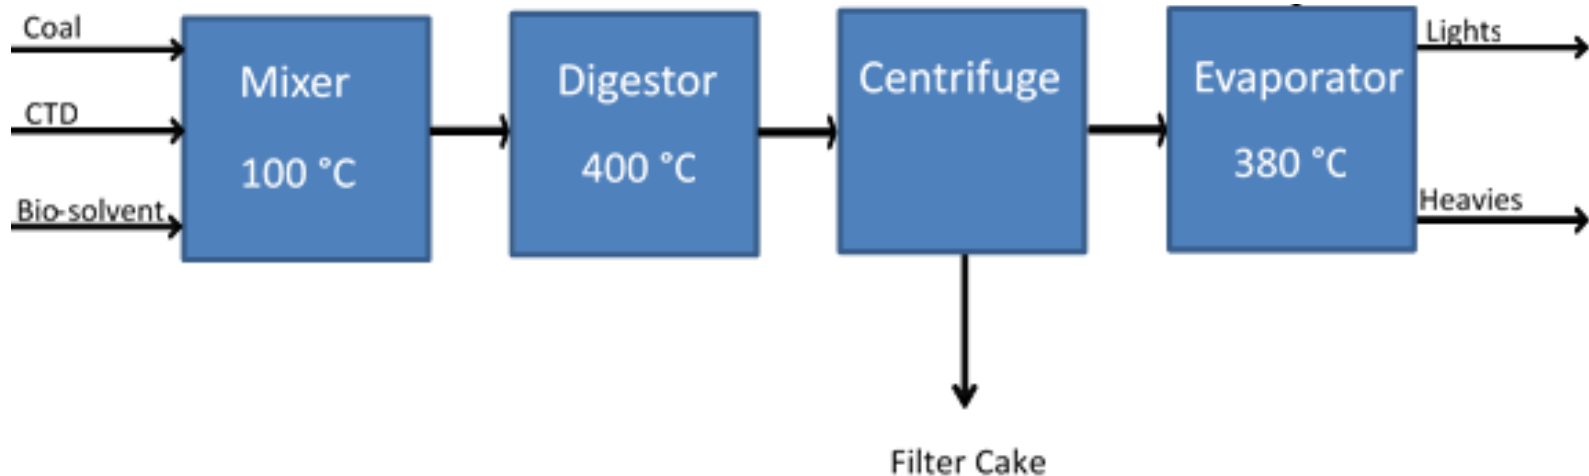 Coal
CTD
Bio-solvent
Mixer
100 °C
Digestor
400 °C
Centrifuge
Evaporator
380 °C
Lights
Heavies
Filter Cake